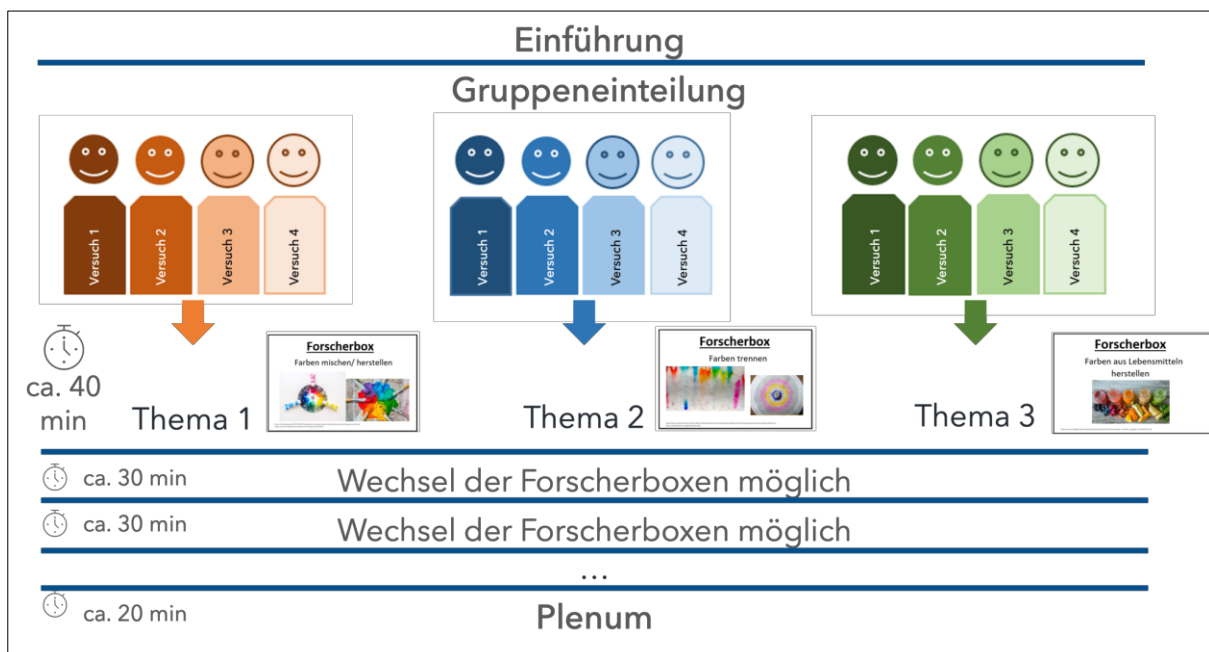 Einführung
Gruppeneinteilung
Versuch 1
Versuch 2
Versuch 3
Versuch 4
Versuch 1
Versuch 2
Versuch 3
Versuch 4
Versuch 1
Versuch 2
Versuch 3
Versuch 4
ca. 40
min
Thema 1
Forscherbox
Farben mischen/ herstellen
Thema 2
Forscherbox
Farben trennen
Thema 3
Forscherbox
Farben aus Lebensmitteln
herstellen
ca. 30 min
Wechsel der Forscherboxen möglich
ca. 30 min
Wechsel der Forscherboxen möglich
...
ca. 20 min
Plenum